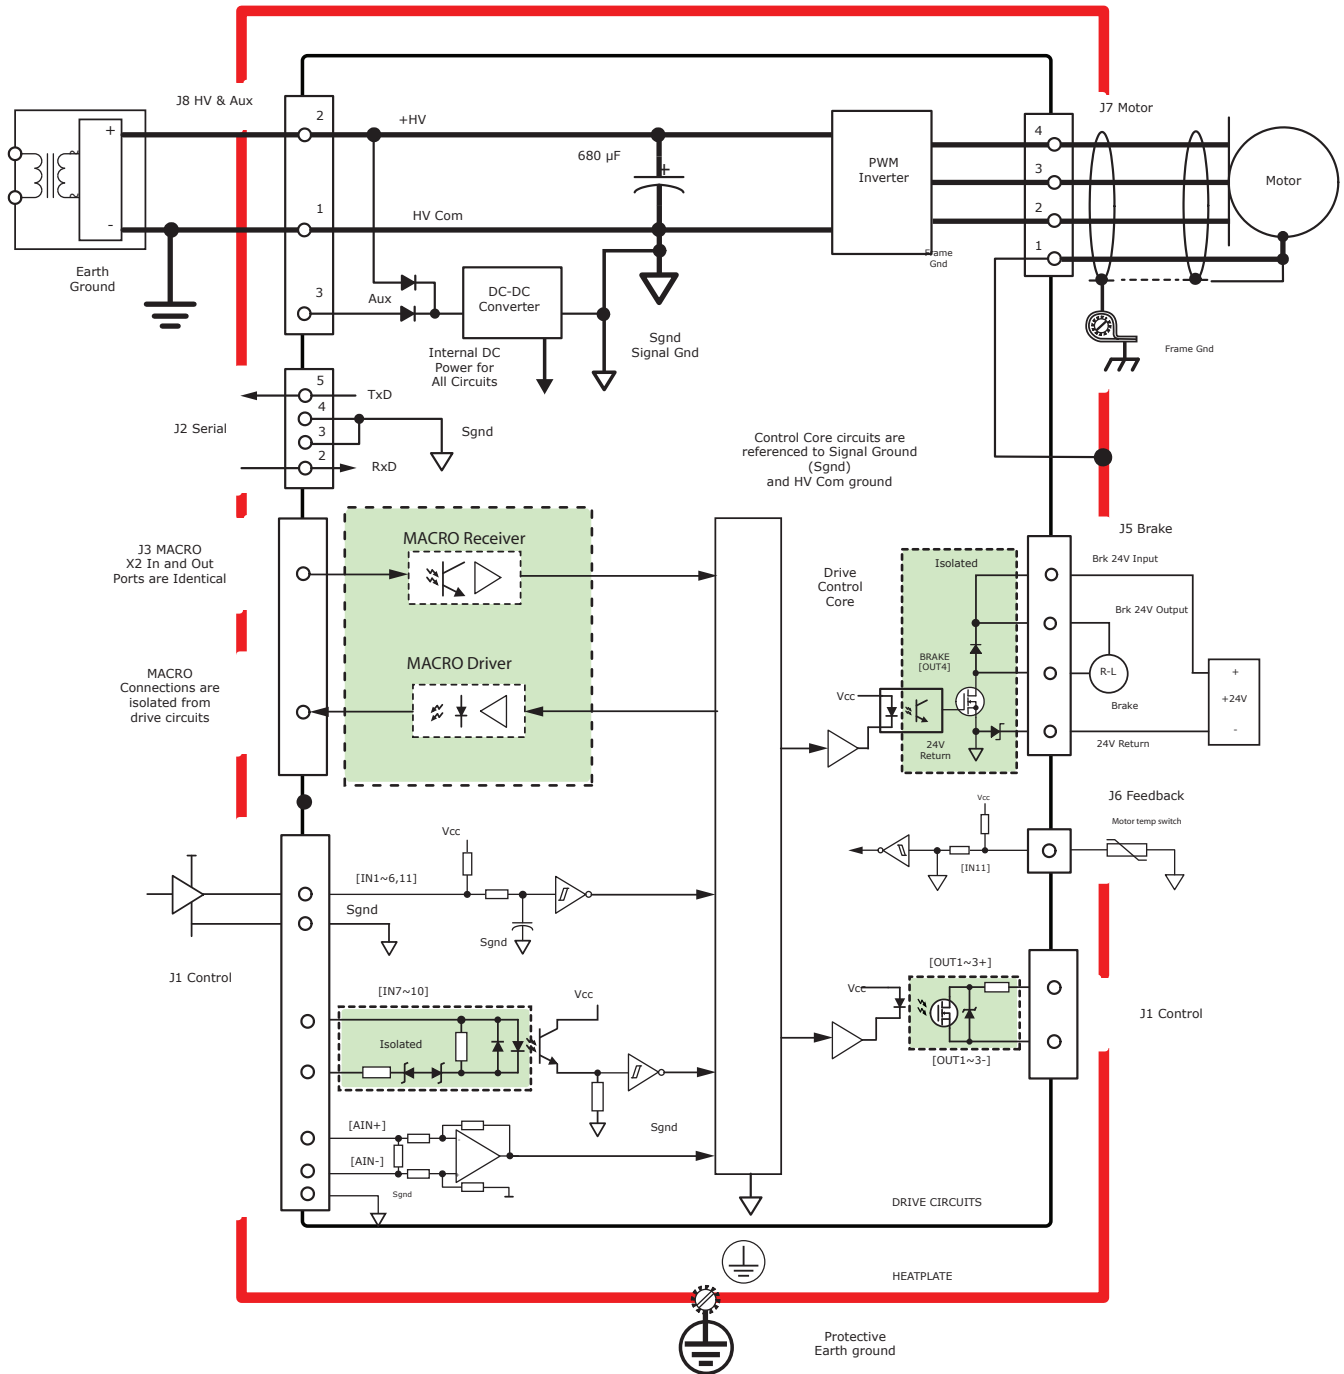 J8 HV & Aux
J7 Motor
2
+HV
4
+
680 µF
+
PWM
Inverter
3
Motor
1
HV Com
2
-
1
Frame
Gnd
Earth
Ground
3
Aux
DC-DC
Converter
Internal DC
Power for
All Circuits
Sgnd
Signal Gnd
Frame Gnd
5
TxD
4
J2 Serial
3
Sgnd
2
RxD
Control Core circuits are
referenced to Signal Ground
(Sgnd)
and HV Com ground
J3 MACRO
X2 In and Out
Ports are Identical
MACRO Receiver
MACRO Driver
MACRO
Connections are
isolated from
drive circuits
Drive
Control
Core
J5 Brake
Isolated
Brk 24V Input
Brk 24V Output
BRAKE
[OUT4]
R-L
Brake
+
+24V
-
Vcc
24V
Return
24V Return
J6 Feedback
Vcc
Motor temp switch
[IN11]
Vcc
[IN1~6,11]
Sgnd
Sgnd
J1 Control
[IN7~10]
Vcc
Isolated
[OUT1~3+]
Vcc
[OUT1~3-]
J1 Control
[AIN+]
-
[AIN-]
+
Sgnd
Sgnd
DRIVE CIRCUITS
HEATPLATE
Protective
Earth ground